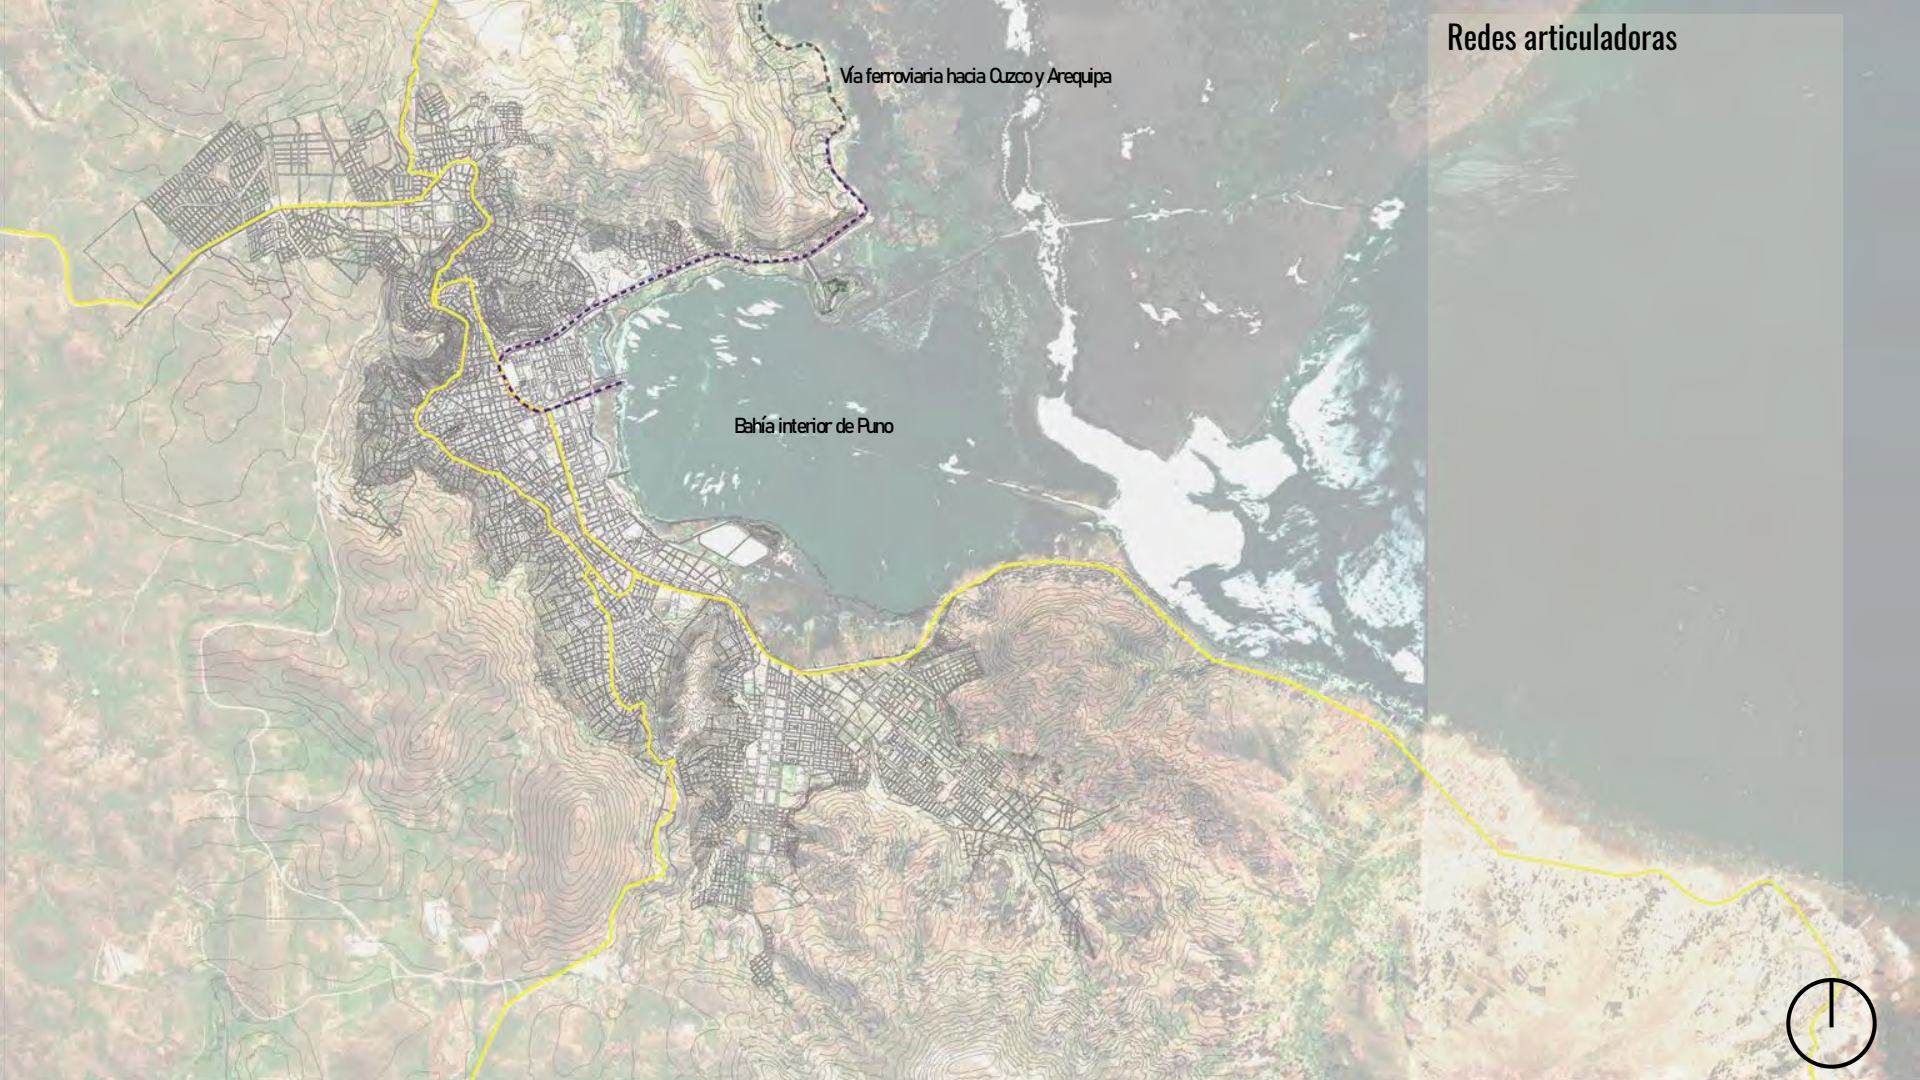 Redes articuladoras
Vía ferroviaria hacia Cuzco y Arequipa
Bahía interior de Puno